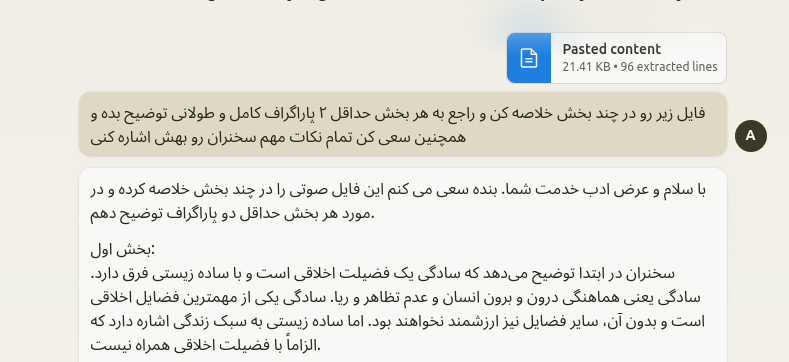 Pasted content
21.41 KB • 96 extracted lines
فایل زیر رو در چند بخش خلاصه کن و راجع به هر بخش حداقل ۲ پاراگراف کامل و طولانی توضیح بده و
همچنین سعی کن تمام نکات مهم سخنران رو بهش اشاره کنی
A
با سلام و عرض ادب خدمت شما. بنده سعی می کنم این فایل صوتی را در چند بخش خلاصه کرده و در
مورد هر بخش حداقل دو پاراگراف توضیح دهم.
بخش اول:
سخنران در ابتدا توضیح می‌دهد که سادگی یک فضیلت اخلاقی است و با ساده زیستی فرق دارد.
سادگی یعنی هماهنگی درون و برون انسان و عدم تظاهر و ریا. سادگی یکی از مهمترین فضایل اخلاقی
است و بدون آن، سایر فضایل نیز ارزشمند نخواهند بود. اما ساده زیستی به سبک زندگی اشاره دارد که
الزاماً با فضیلت اخلاقی همراه نیست.